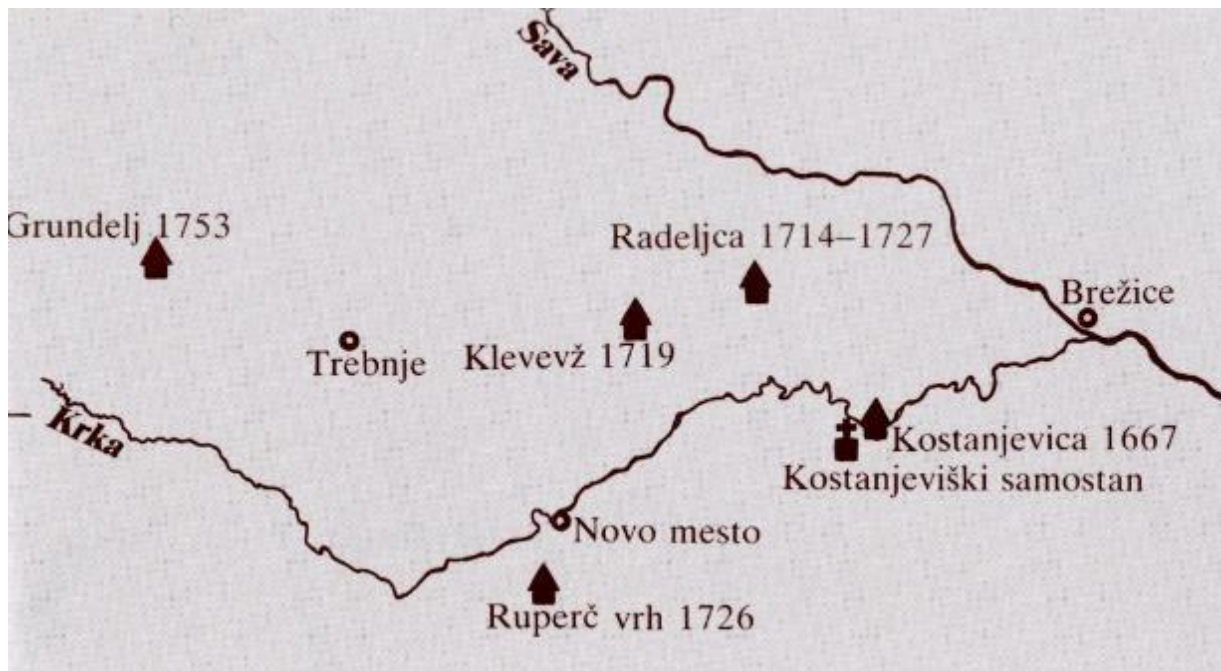 Sava
Grundelj 1753
Radeljca 1714–1727
Brežice
Trebnje
Klevevž 1719
Krka
Kostanjevica 1667
Kostanjeviški samostan
Novo mesto
Ruperč vrh 1726